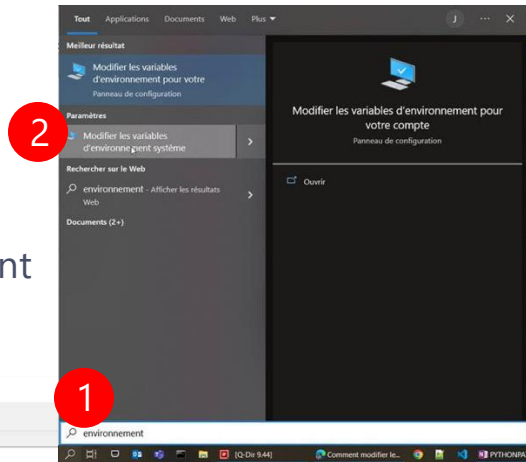 Tout Applications Documents Web Plus
J ... ×
Meilleur résultat
Modifier les variables
d'environnement pour votre
Panneau de configuration
Modifier les variables d'environnement pour
votre compte
Panneau de configuration
Ouvrir
Paramètres
2
Modifier les variables
d'environnement système
Rechercher sur le Web
environnement - Afficher les résultats
Web
Documents (2+)
nt
1
environnement
[Q-Dir 9.44]
Comment modifier le...
PYTHONPA